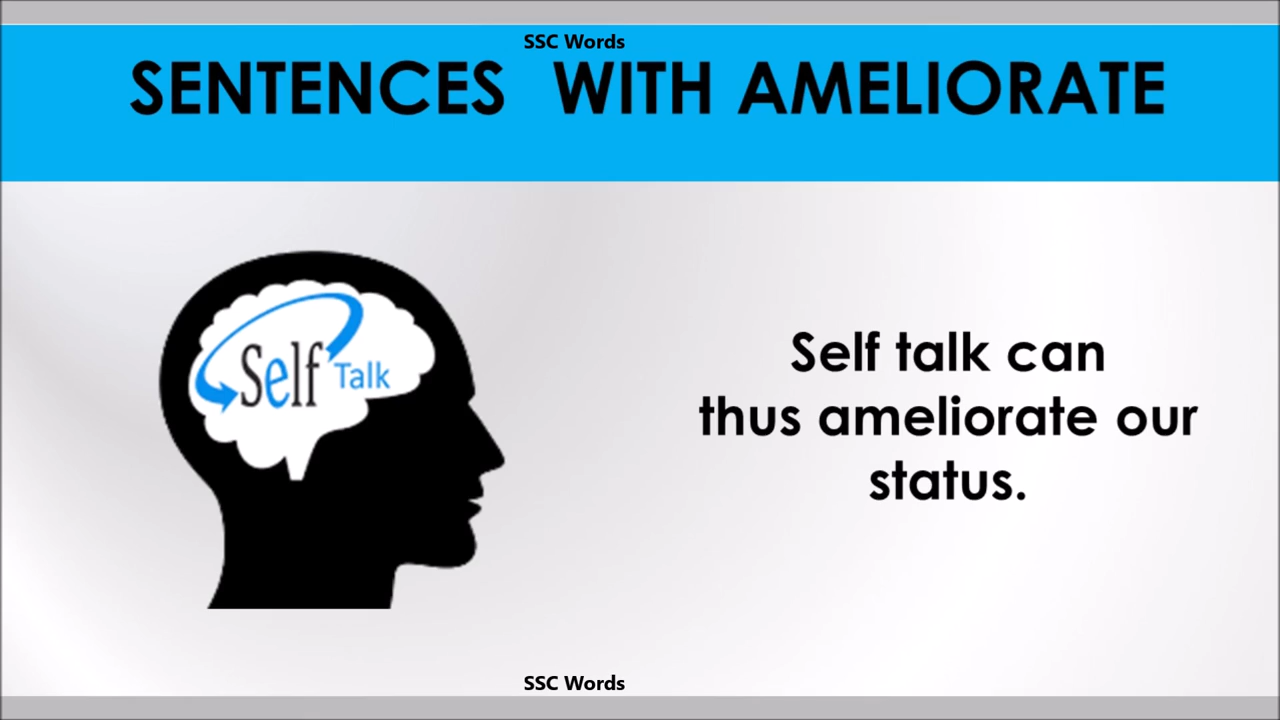 SSC Words
SENTENCES WITH AMELIORATE
Self Talk
Self talk can
thus ameliorate our
status.
SSC Words